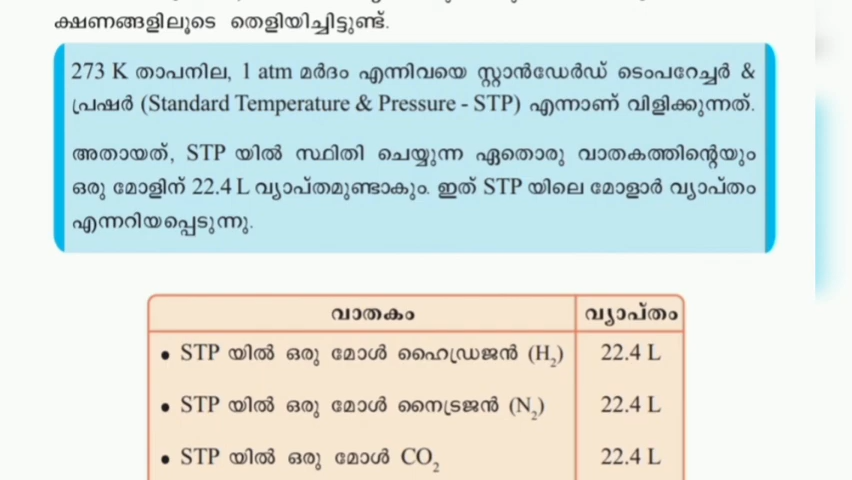 ക്ഷണങ്ങളിലൂടെ തെളിയിച്ചിട്ടുണ്ട്.
273 K താപനില, 1 atm മർദം എന്നിവയെ സ്റ്റാൻഡേർഡ് ടെംപറേച്ചർ &
പ്രഷർ (Standard Temperature & Pressure - STP) എന്നാണ് വിളിക്കുന്നത്.
അതായത്, STP യിൽ സ്ഥിതി ചെയ്യുന്ന ഏതൊരു വാതകത്തിന്റെയും
ഒരു മോളിന് 22.4 L വ്യാപ്തമുണ്ടാകും. ഇത് STP യിലെ മോളാർ വ്യാപ്തം
എന്നറിയപ്പെടുന്നു.
വാതകം വ്യാപ്തം
• STP യിൽ ഒരു മോൾ ഹൈഡ്രജൻ (H₂) 22.4 L
• STP യിൽ ഒരു മോൾ നൈട്രജൻ (N₂) 22.4 L
• STP യിൽ ഒരു മോൾ CO₂ 22.4 L